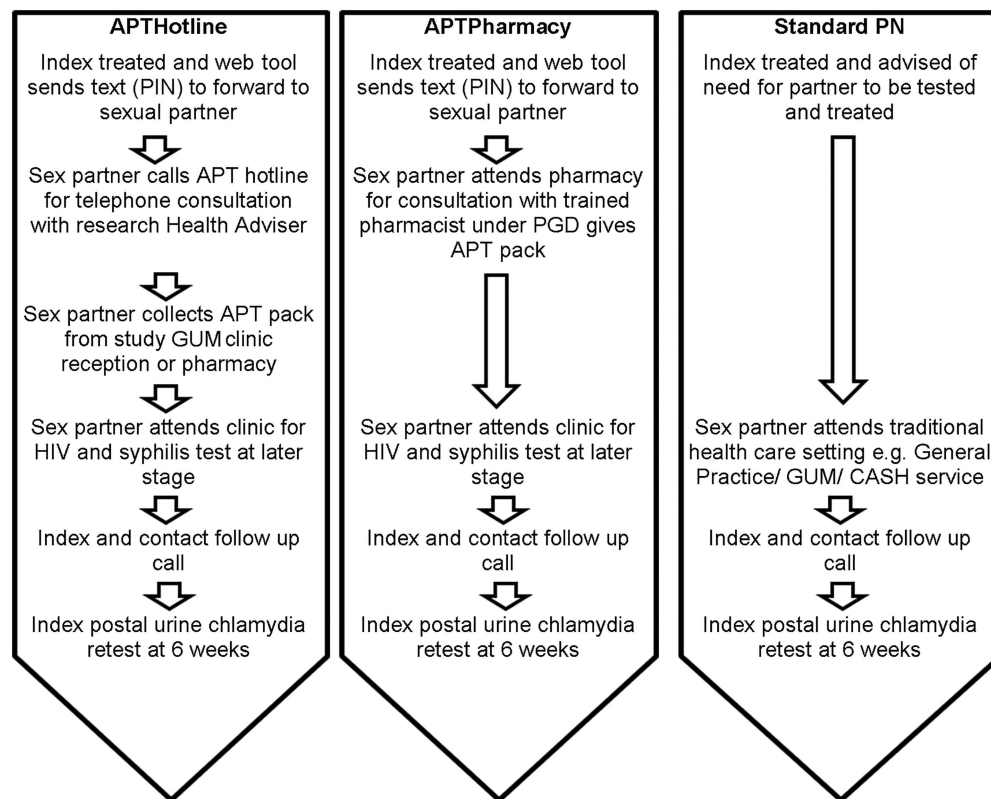 APTHotline
Index treated and web tool
sends text (PIN) to forward to
sexual partner
Sex partner calls APT hotline
for telephone consultation
with research Health Adviser
Sex partner collects APT pack
from study GUM clinic
reception or pharmacy
Sex partner attends clinic for
HIV and syphilis test at later
stage
Index and contact follow up
call
Index postal urine chlamydia
retest at 6 weeks
APTPharmacy
Index treated and web tool
sends text (PIN) to forward to
sexual partner
Sex partner attends pharmacy
for consultation with trained
pharmacist under PGD gives
APT pack
Sex partner attends clinic for
HIV and syphilis test at later
stage
Index and contact follow up
call
Index postal urine chlamydia
retest at 6 weeks
Standard PN
Index treated and advised of
need for partner to be tested
and treated
Sex partner attends traditional
health care setting e.g. General
Practice/ GUM/ CASH service
Index and contact follow up
call
Index postal urine chlamydia
retest at 6 weeks